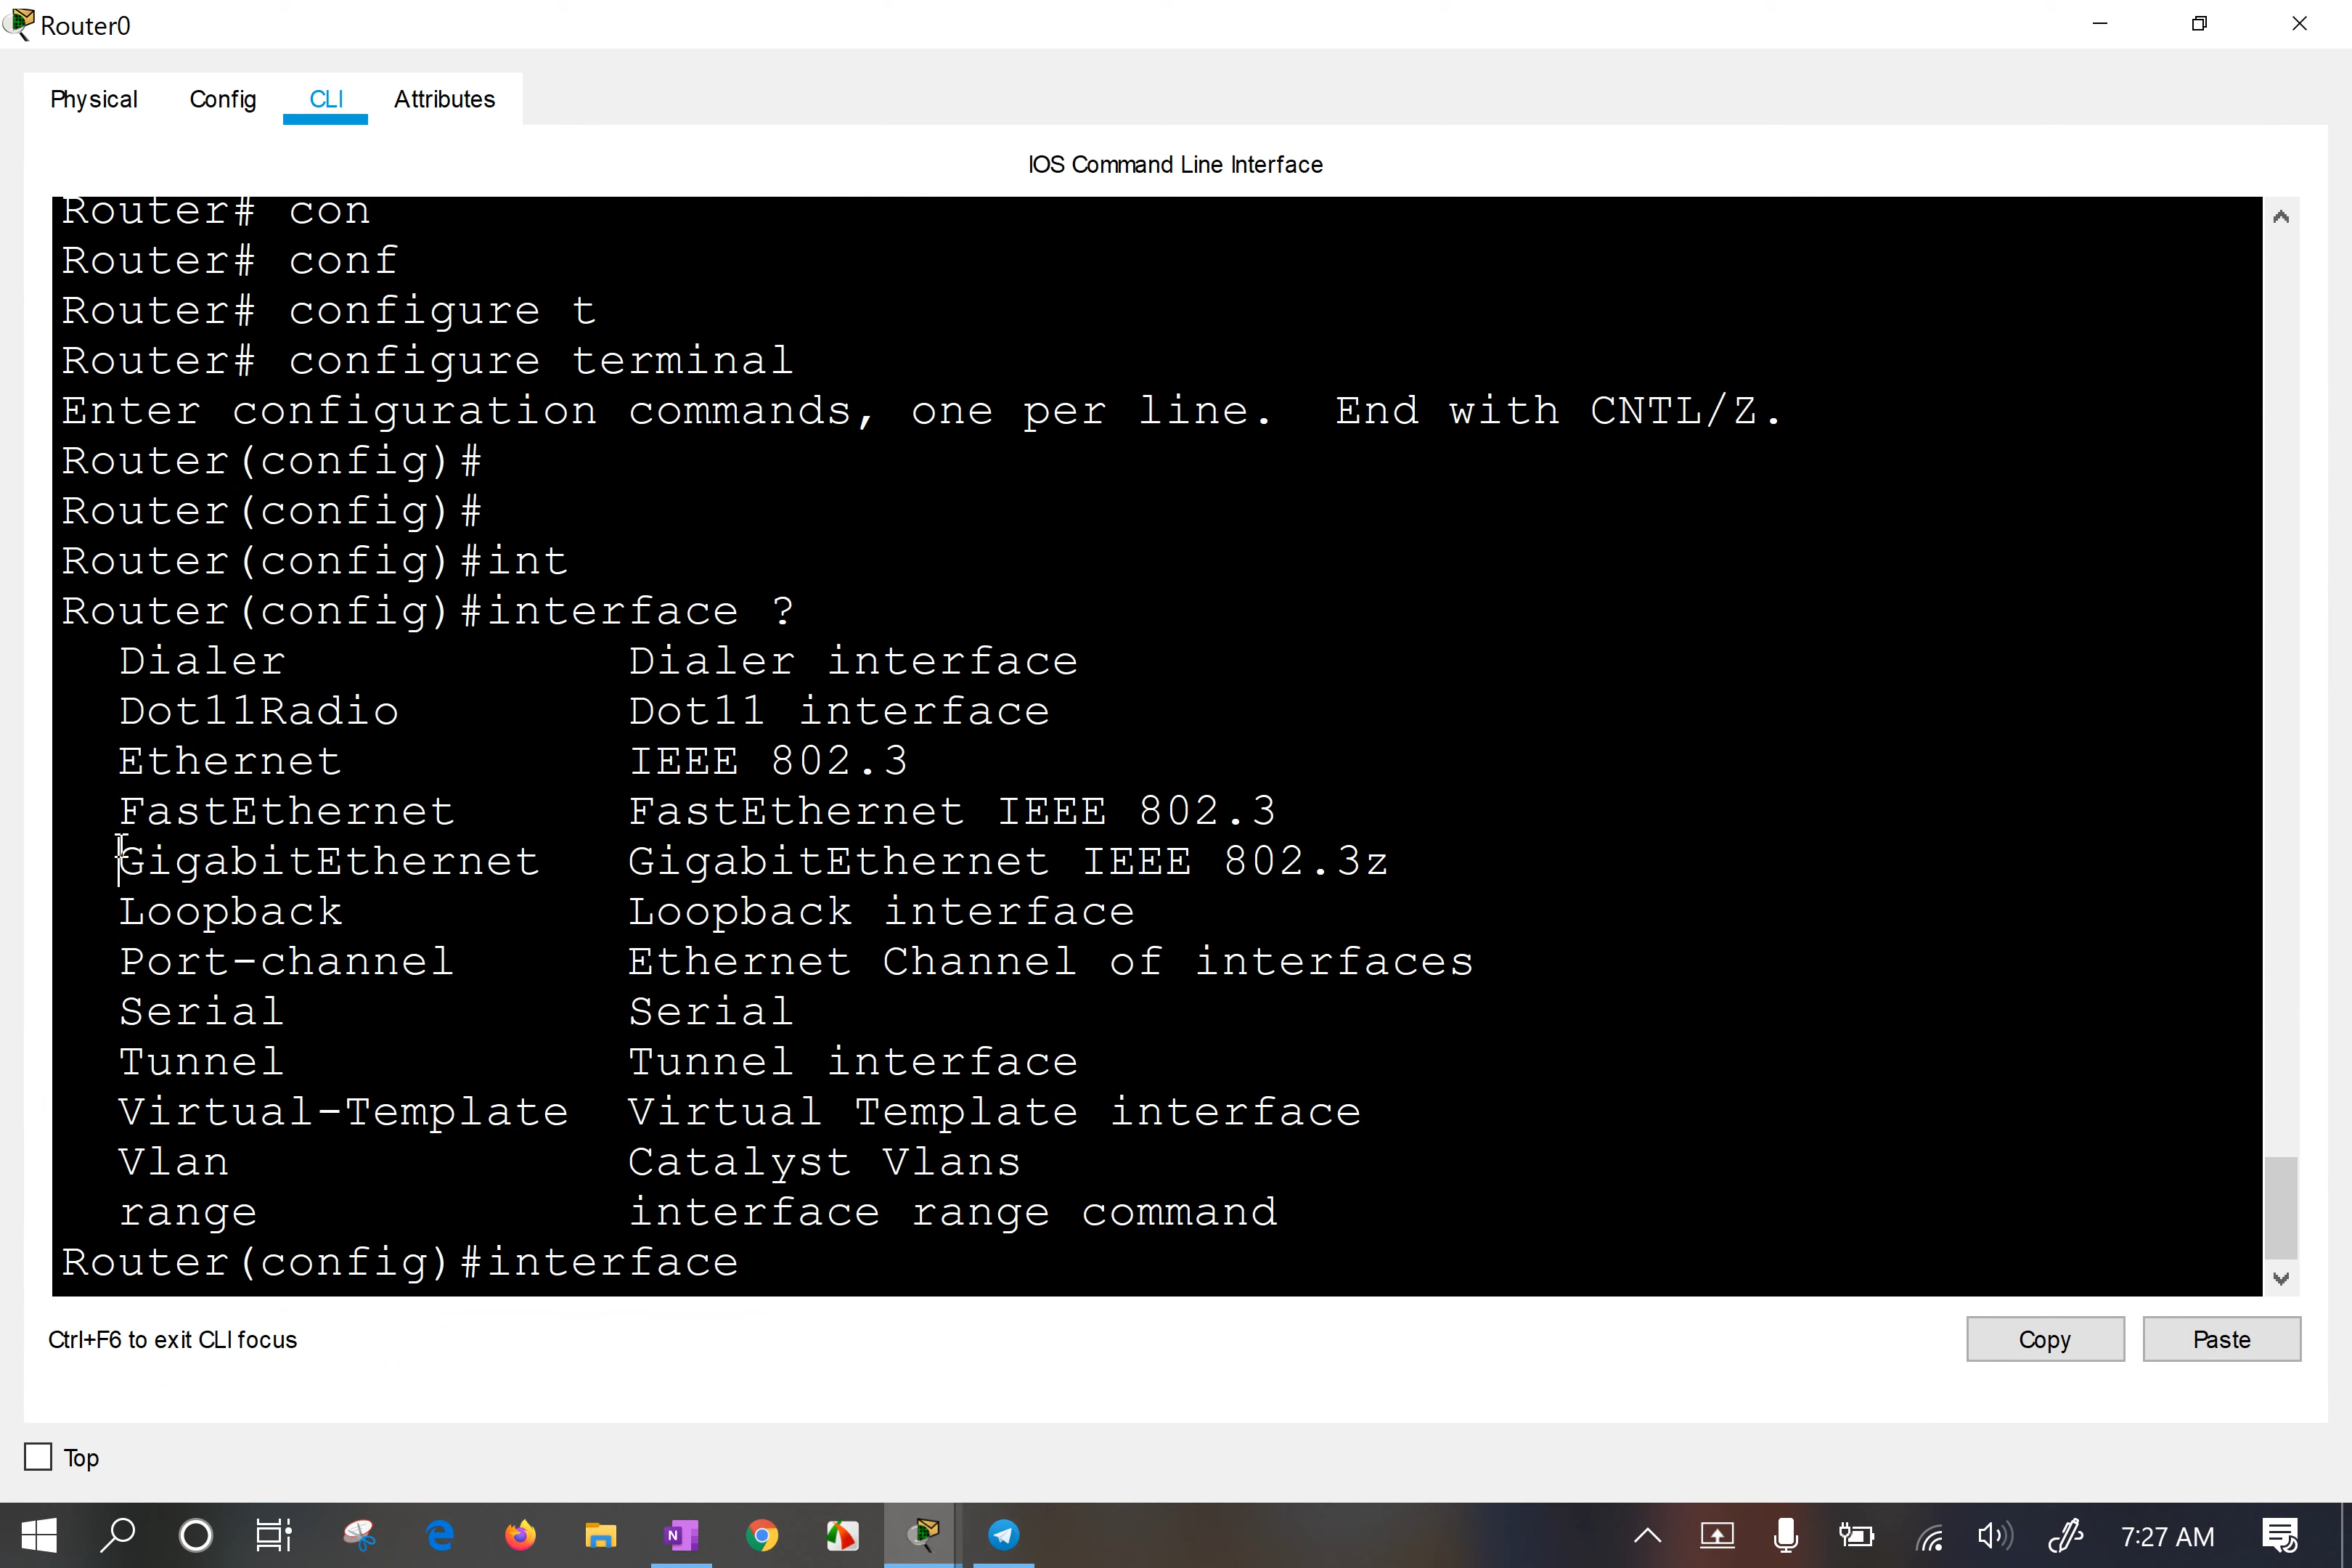 Router0
Physical Config CLI Attributes
IOS Command Line Interface
Router# con
Router# conf
Router# configure t
Router# configure terminal
Enter configuration commands, one per line.  End with CNTL/Z.
Router(config)#
Router(config)#
Router(config)#int
Router(config)#interface ?
Dialer Dialer interface
Dot11Radio Dot11 interface
Ethernet IEEE 802.3
FastEthernet FastEthernet IEEE 802.3
GigabitEthernet GigabitEthernet IEEE 802.3z
Loopback Loopback interface
Port-channel Ethernet Channel of interfaces
Serial Serial
Tunnel Tunnel interface
Virtual-Template Virtual Template interface
Vlan Catalyst Vlans
range interface range command
Router(config)#interface
Ctrl+F6 to exit CLI focus Copy Paste
Top
7:27 AM